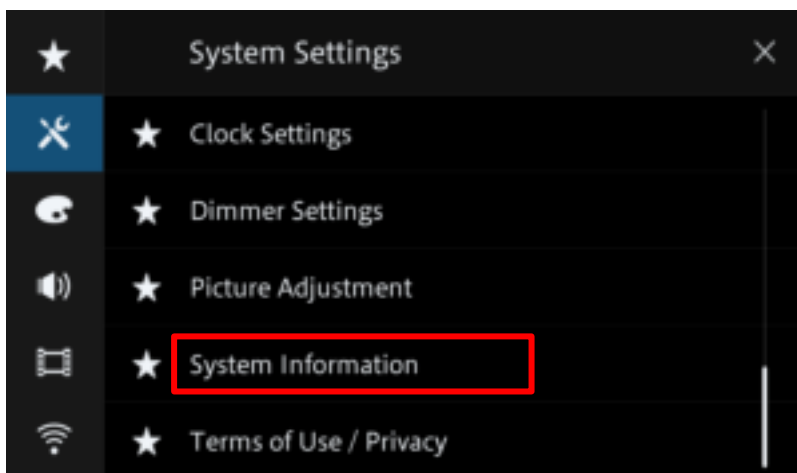 System Settings
Clock Settings
Dimmer Settings
Picture Adjustment
System Information
Terms of Use / Privacy